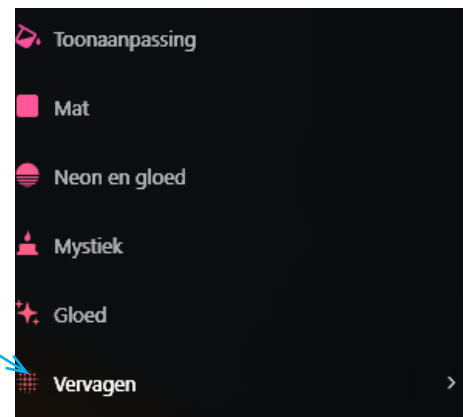 Toonaanpassing
Mat
Neon en gloed
Mystiek
Gloed
Vervagen